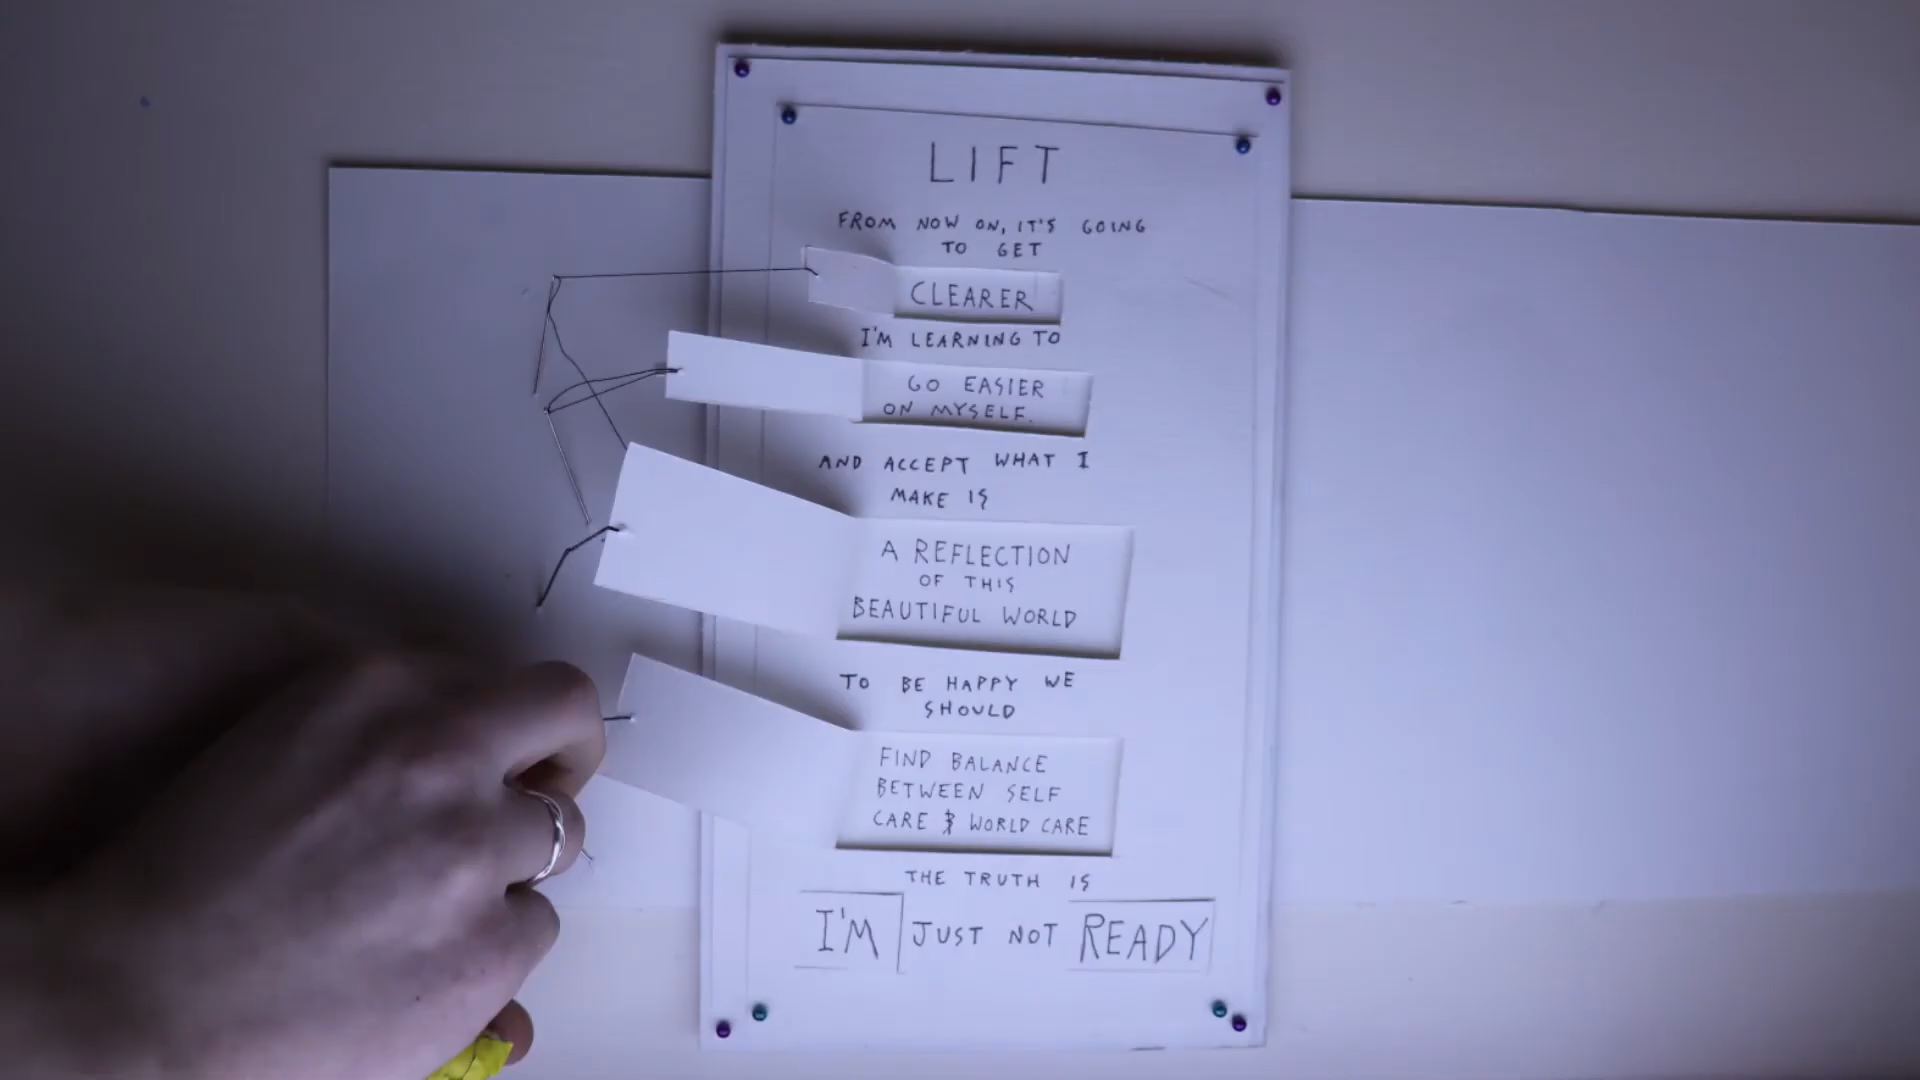 LIFT
FROM NOW ON, IT'S GOING
TO GET
CLEARER
I'M LEARNING TO
GO EASIER
ON MYSELF.
AND ACCEPT WHAT I
MAKE IS
A REFLECTION
OF THIS
BEAUTIFUL WORLD
TO BE HAPPY WE
SHOULD
FIND BALANCE
BETWEEN SELF
CARE & WORLD CARE
THE TRUTH IS
I'M JUST NOT READY